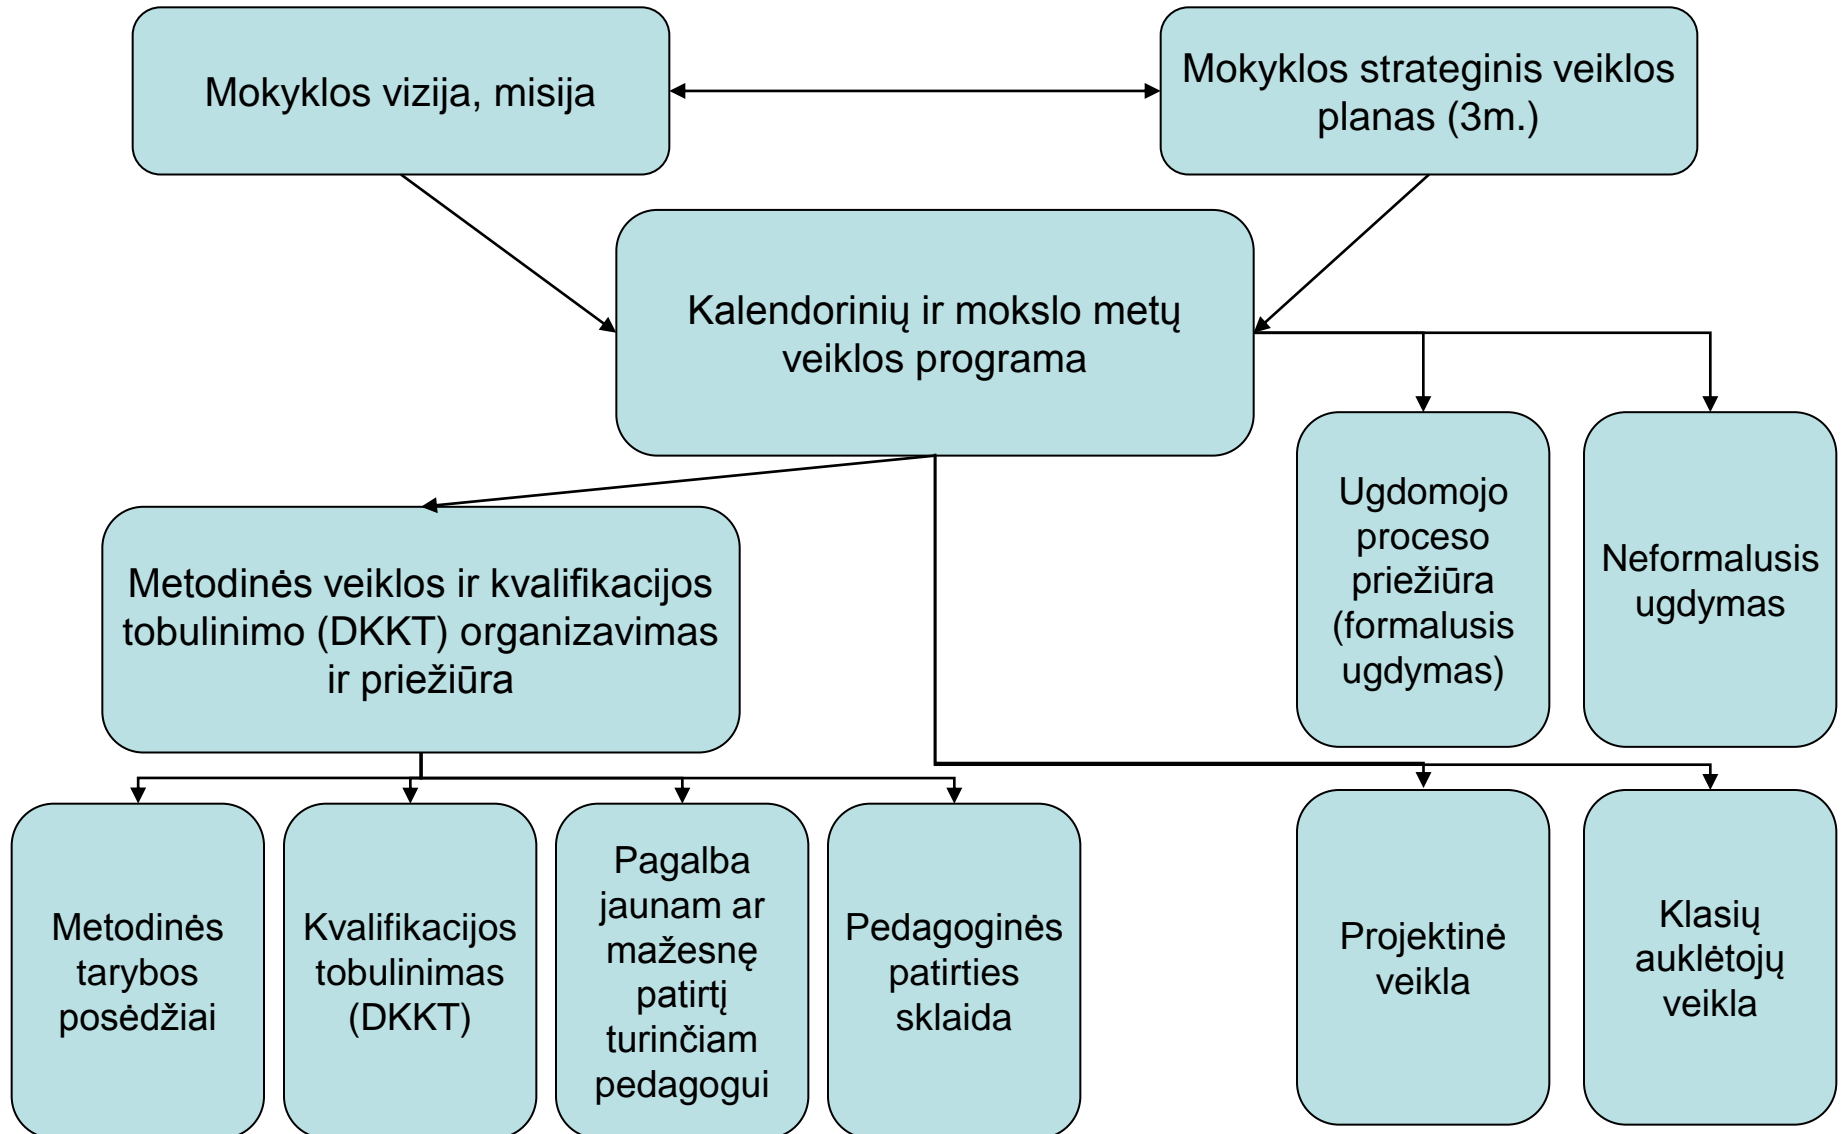 Mokyklos vizija, misija
Mokyklos strateginis veiklos
planas (3m.)
Kalendorinių ir mokslo metų
veiklos programa
Ugdomojo
proceso
priežiūra
(formalusis
ugdymas)
Neformalusis
ugdymas
Metodinės veiklos ir kvalifikacijos
tobulinimo (DKKT) organizavimas
ir priežiūra
Metodinės
tarybos
posėdžiai
Kvalifikacijos
tobulinimas
(DKKT)
Pagalba
jaunam ar
mažesnę
patirtį
turinčiam
pedagogui
Pedagoginės
patirties
sklaida
Projektinė
veikla
Klasių
auklėtojų
veikla